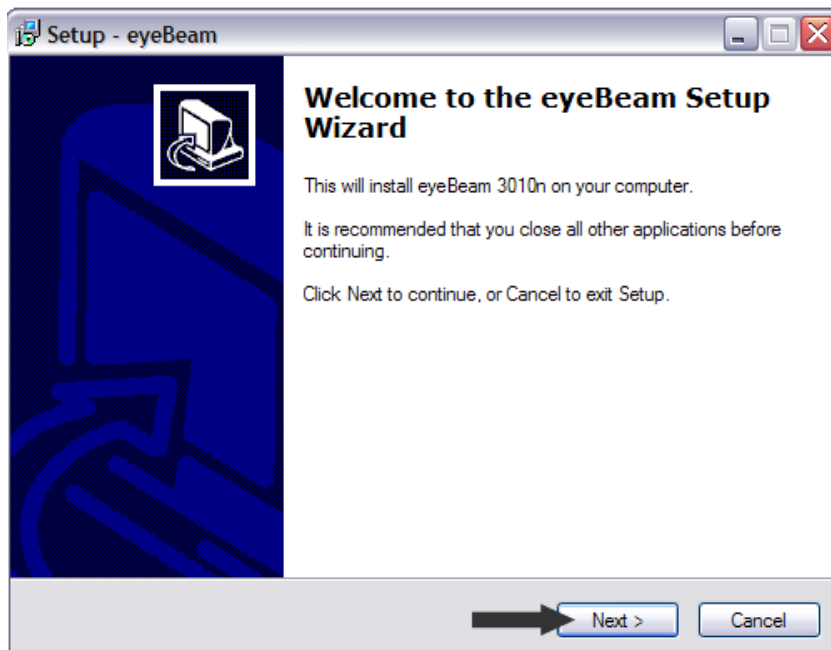 Setup - eyeBeam
Welcome to the eyeBeam Setup
Wizard
This will install eyeBeam 3010n on your computer.
It is recommended that you close all other applications before
continuing.
Click Next to continue, or Cancel to exit Setup.
Next >
Cancel